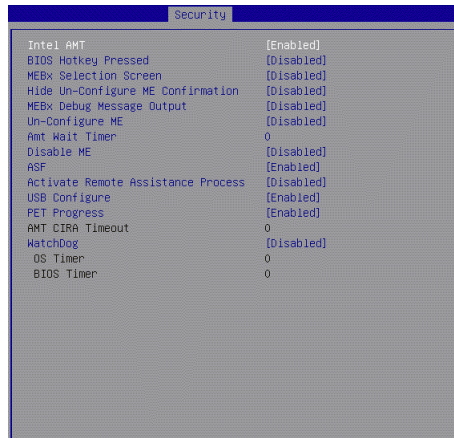 Security
Intel AMT [Enabled]
BIOS Hotkey Pressed [Disabled]
MEBx Selection Screen [Disabled]
Hide Un-Configure ME Confirmation [Disabled]
MEBx Debug Message Output [Disabled]
Un-Configure ME [Disabled]
Amt Wait Timer 0
Disable ME [Disabled]
ASF [Enabled]
Activate Remote Assistance Process [Disabled]
USB Configure [Enabled]
PET Progress [Enabled]
AMT CIRA Timeout 0
WatchDog [Disabled]
OS Timer 0
BIOS Timer 0